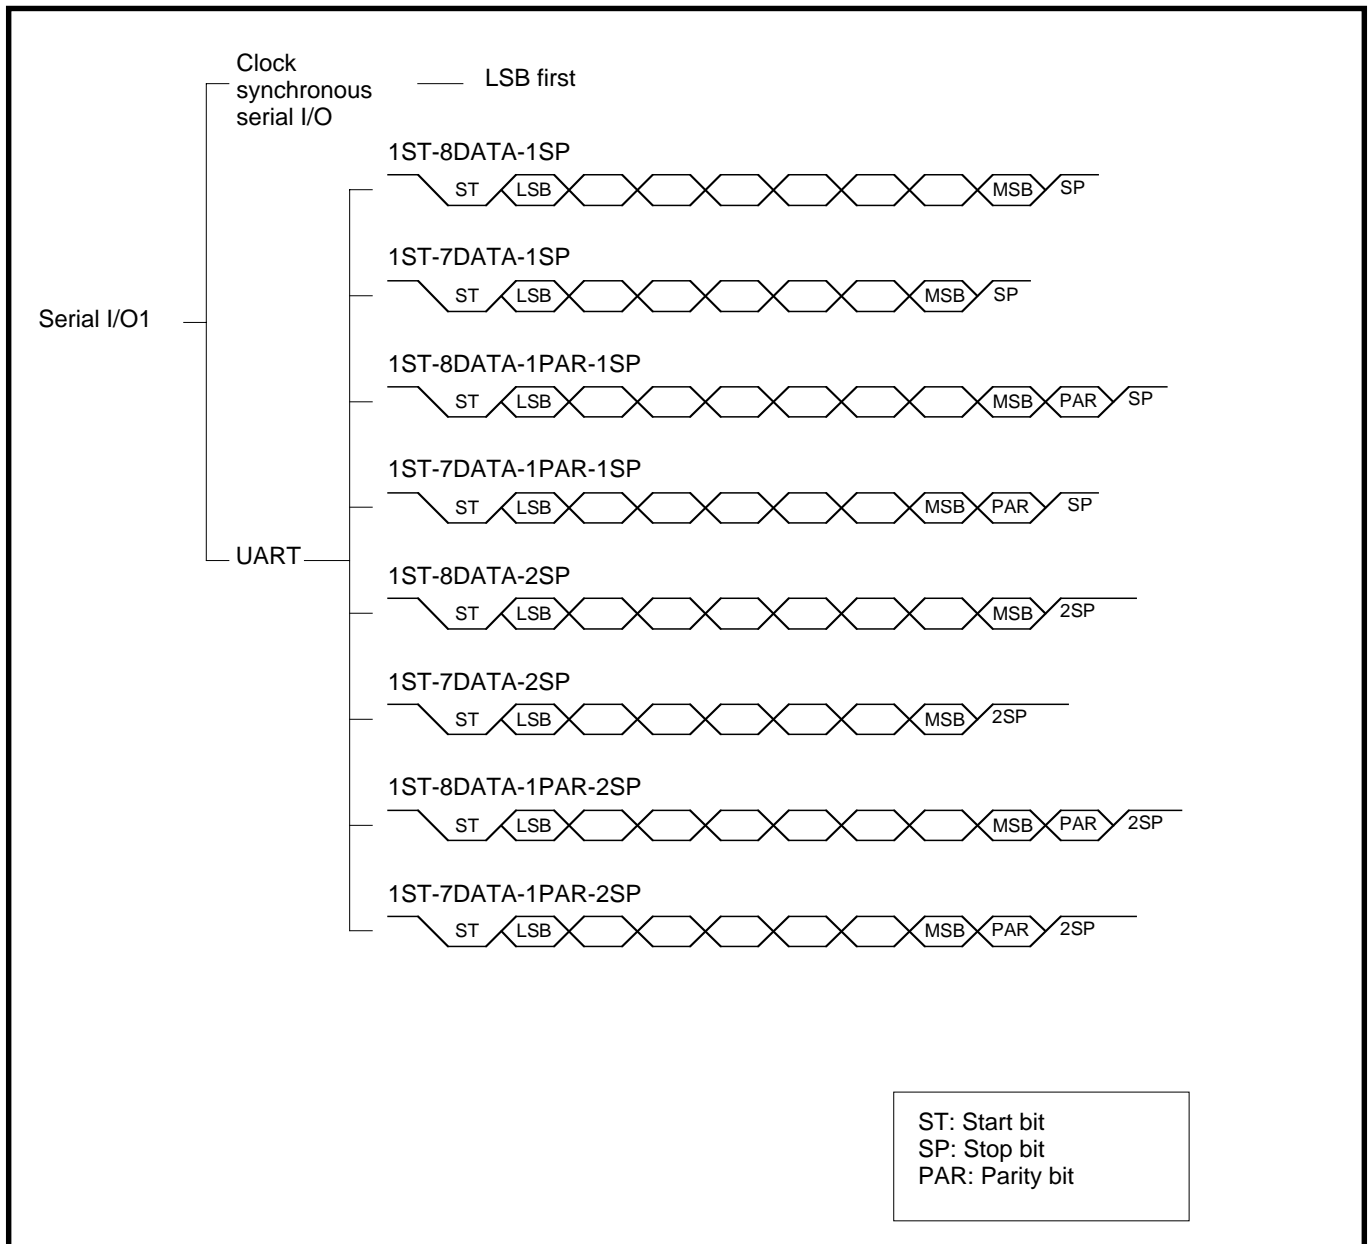 Clock
synchronous
serial I/O
LSB first
1ST-8DATA-1SP
ST LSB MSB SP
1ST-7DATA-1SP
ST LSB MSB SP
Serial I/O1
1ST-8DATA-1PAR-1SP
ST LSB MSB PAR SP
1ST-7DATA-1PAR-1SP
ST LSB MSB PAR SP
UART
1ST-8DATA-2SP
ST LSB MSB 2SP
1ST-7DATA-2SP
ST LSB MSB 2SP
1ST-8DATA-1PAR-2SP
ST LSB MSB PAR 2SP
1ST-7DATA-1PAR-2SP
ST LSB MSB PAR 2SP
ST: Start bit
SP: Stop bit
PAR: Parity bit